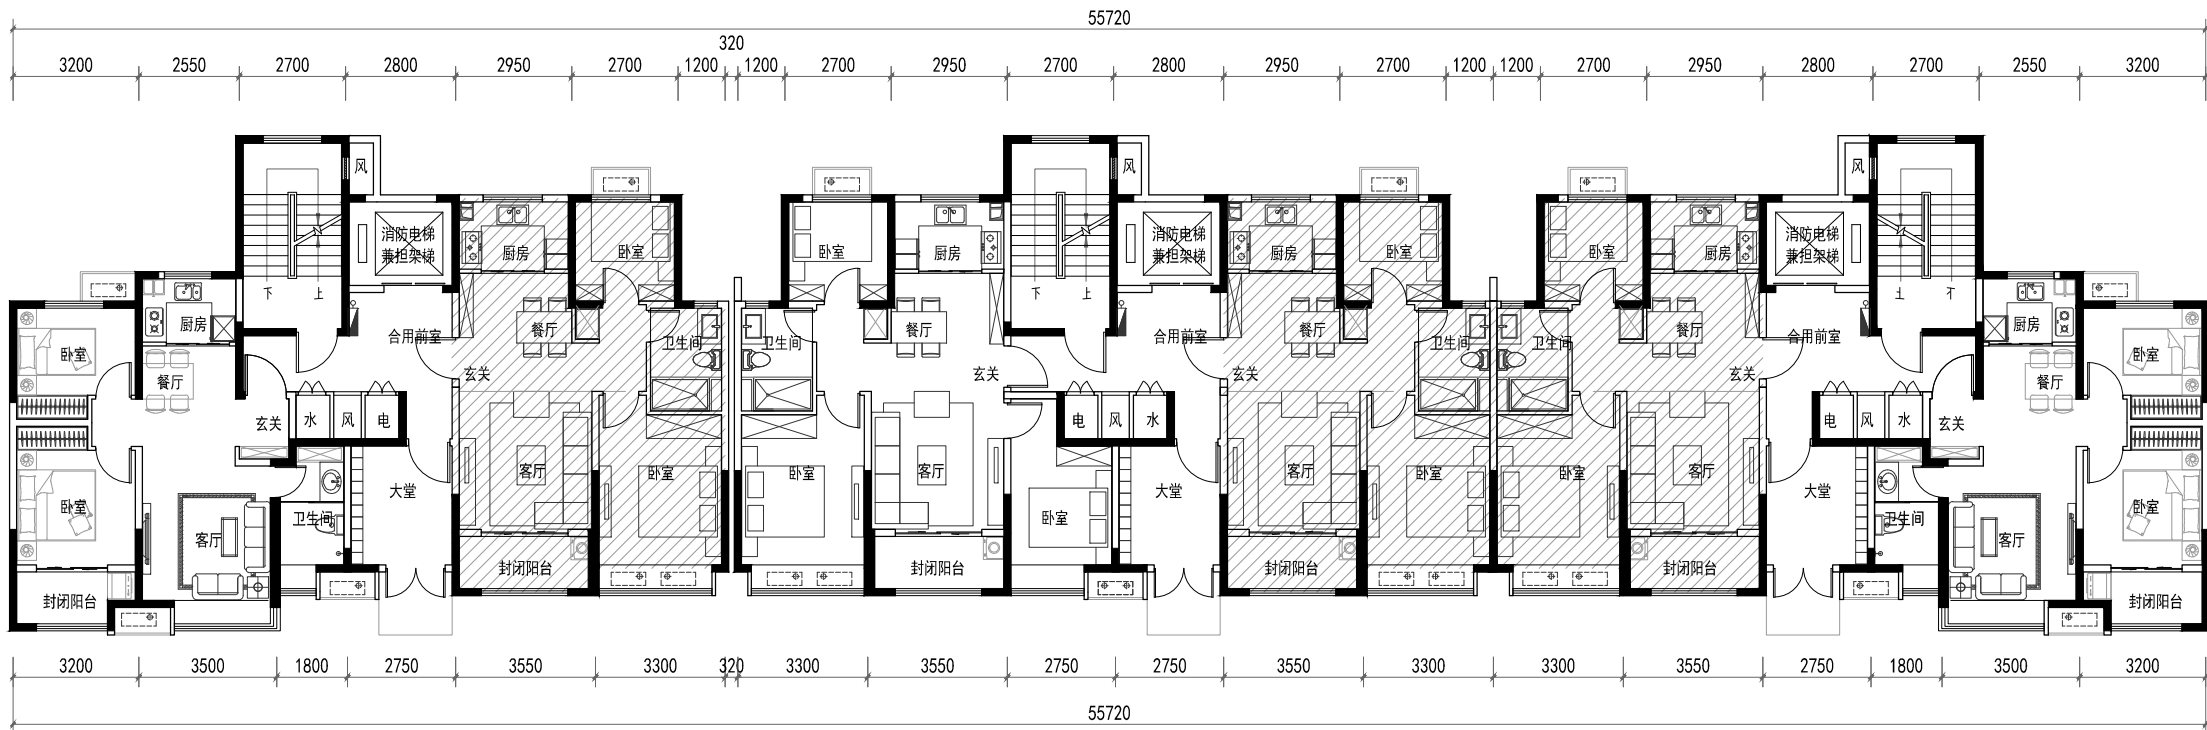 55720
320
3200 2550 2700 2800 2950 2700 1200 1200 2700 2950 2700 2800 2950 2700 1200 1200 2700 2950 2800 2700 2550 3200
风 风 风
消防电梯 消防电梯 消防电梯
兼担架梯 兼担架梯 兼担架梯
厨房 卧室 卧室 厨房 厨房 卧室 卧室 厨房
下 上 下 上 上 下
厨房 厨房
合用前室 餐厅 餐厅 合用前室 餐厅 餐厅 合用前室
卫生间 卫生间 卫生间 卫生间
卧室 卧室
玄关 玄关 玄关 玄关
餐厅 餐厅
玄关 水 风 电 电 风 水 电 风 水 玄关
客厅 卧室 卧室 客厅 客厅 卧室 卧室 客厅
大堂 大堂 大堂
卧室 卧室
卫生间 卧室 卫生间
客厅 客厅
封闭阳台 封闭阳台 封闭阳台 封闭阳台
封闭阳台 封闭阳台
3200 3500 1800 2750 3550 3300 320 3300 3550 2750 2750 3550 3300 3300 3550 2750 1800 3500 3200
55720